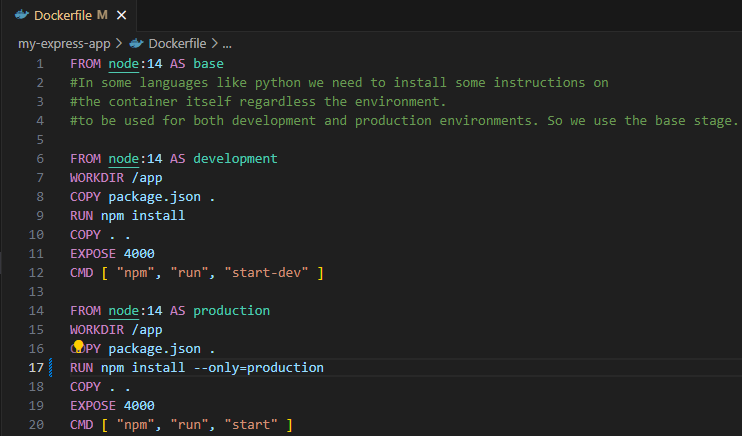 Dockerfile M ×
my-express-app > Dockerfile > ...
1 FROM node:14 AS base
2 #In some languages like python we need to install some instructions on
3 #the container itself regardless the environment.
4 #to be used for both development and production environments. So we use the base stage.
5
6 FROM node:14 AS development
7 WORKDIR /app
8 COPY package.json .
9 RUN npm install
10 COPY . .
11 EXPOSE 4000
12 CMD [ "npm", "run", "start-dev" ]
13
14 FROM node:14 AS production
15 WORKDIR /app
16 COPY package.json .
17 RUN npm install --only=production
18 COPY . .
19 EXPOSE 4000
20 CMD [ "npm", "run", "start" ]